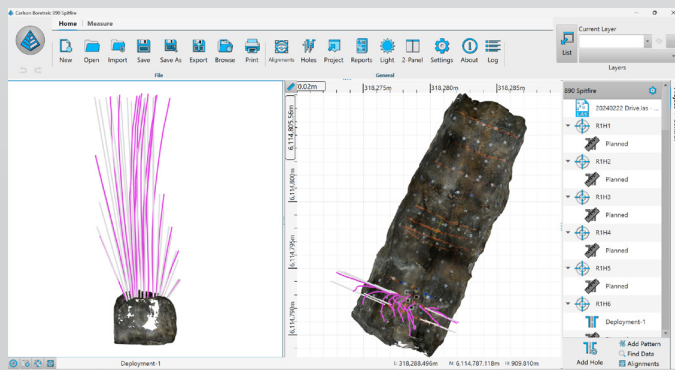 Carlson Boretrak: 890 Spitfire
Home Measure
New Open Import Save Save As Export Browse Print Alignments Holes Project Reports Light 2-Panel Settings About Log
File General
List
Current Layer
Layers
0.02m
318,275m 318,280m 318,285m
6,114,805.56m
6,114,800m
6,114,795m
6,114,790m
890 Spitfire
20240222 Drive.las - ...
R1H1
Planned
R1H2
Planned
R1H3
Planned
R1H4
Planned
R1H5
Planned
R1H6
Deployment-1
Add Hole
Add Pattern
Find Data
Alignments
Deployment-1
E: 318,288.496m N: 6,114,787.118m H: 909.810m